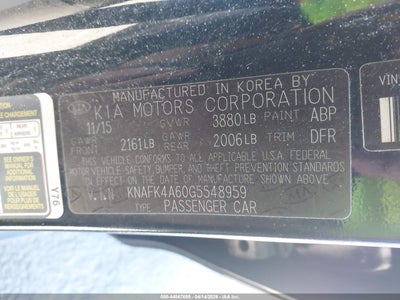 MANUFACTURED IN KOREA BY
KIA MOTORS CORPORATION
11/15 GVWR 3880LB PAINT ABP
GAWR FRONT 2161LB GAWR REAR 2006LB TRIM DFR
THIS VEHICLE CONFORMS TO ALL APPLICABLE U.S.A. FEDERAL
MOTOR VEHICLE SAFETY, BUMPER, AND THEFT PREVENTION
STANDARDS IN EFFECT ON THE DATE OF MANUFACTURE
SHOWN ABOVE.
V.I.N : KNAFK4A60G5548959
TYPE : PASSENGER CAR
VIN
Y76